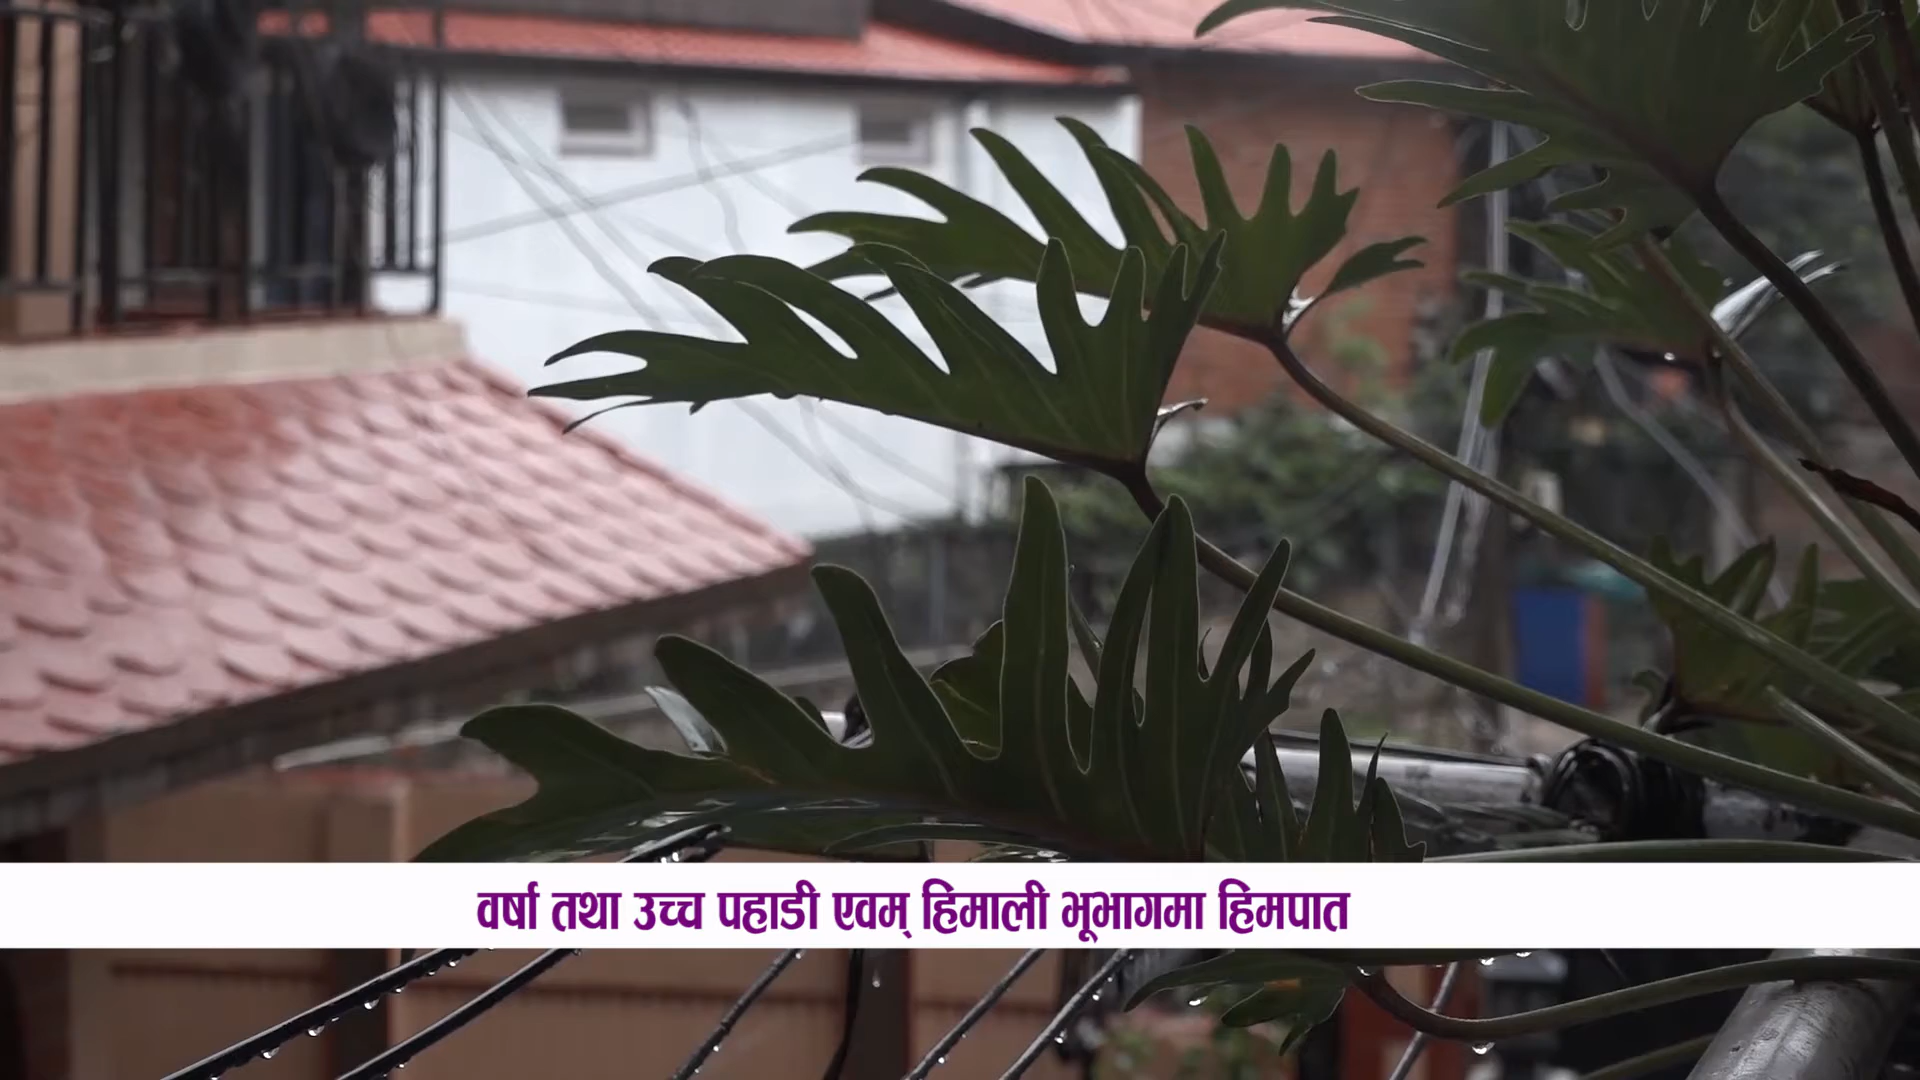 वर्षा तथा उच्च पहाडी एवम् हिमाली भूभागमा हिमपात